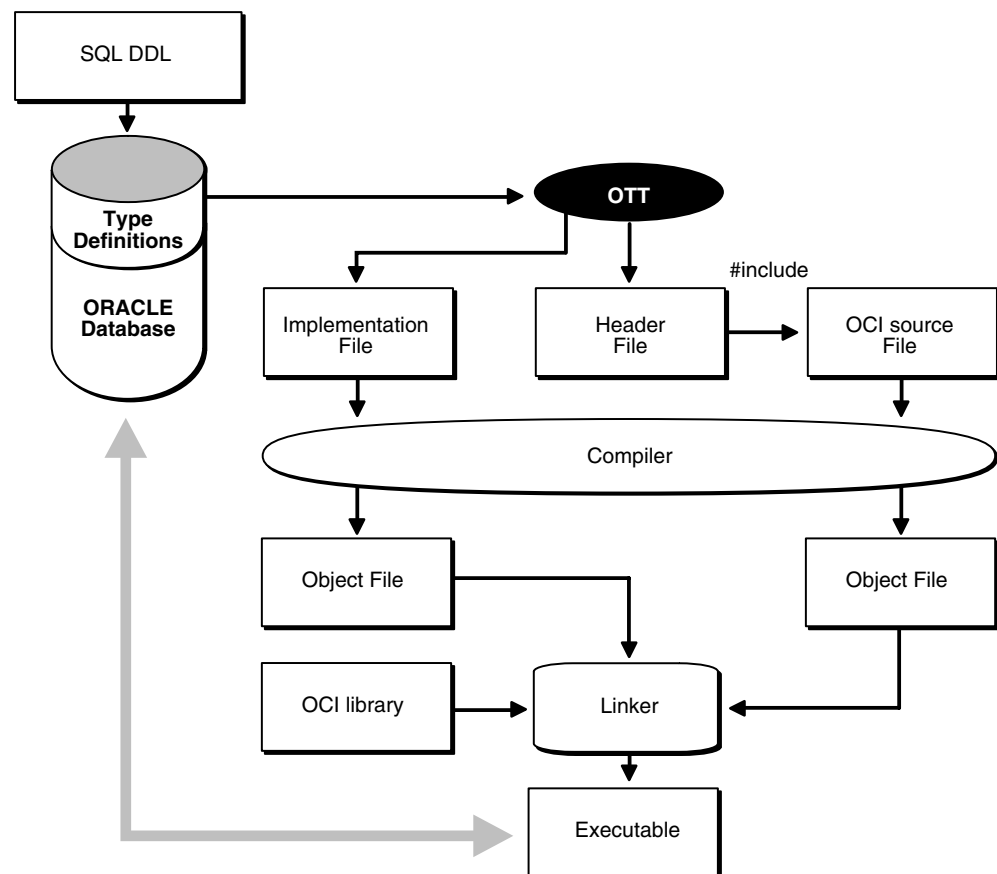 SQL DDL
Type
Definitions
ORACLE
Database
OTT
#include
Implementation
File
Header
File
OCI source
File
Compiler
Object File
Object File
OCI library
Linker
Executable